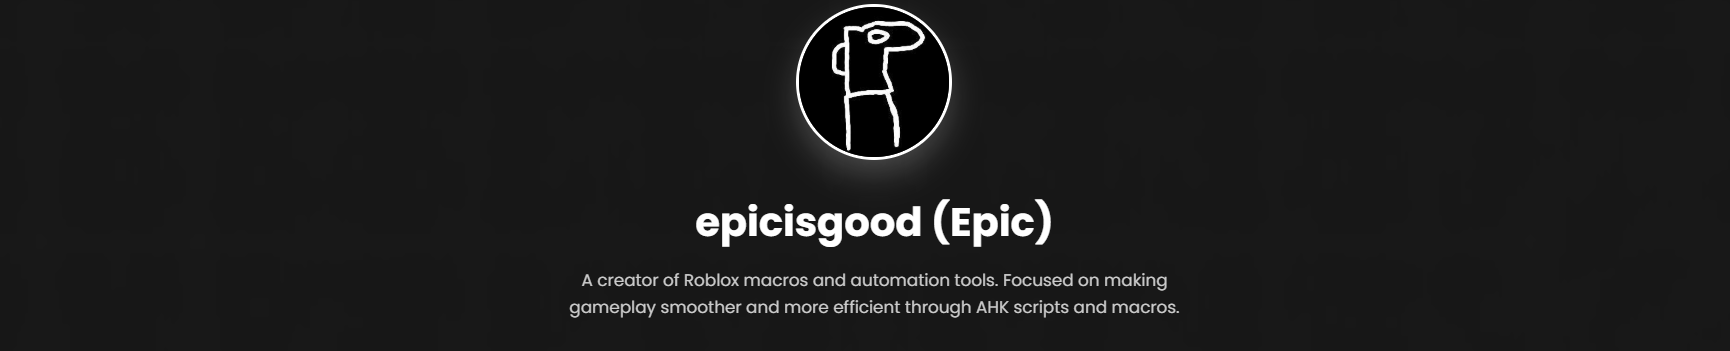 epicisgood (Epic)
A creator of Roblox macros and automation tools. Focused on making
gameplay smoother and more efficient through AHK scripts and macros.